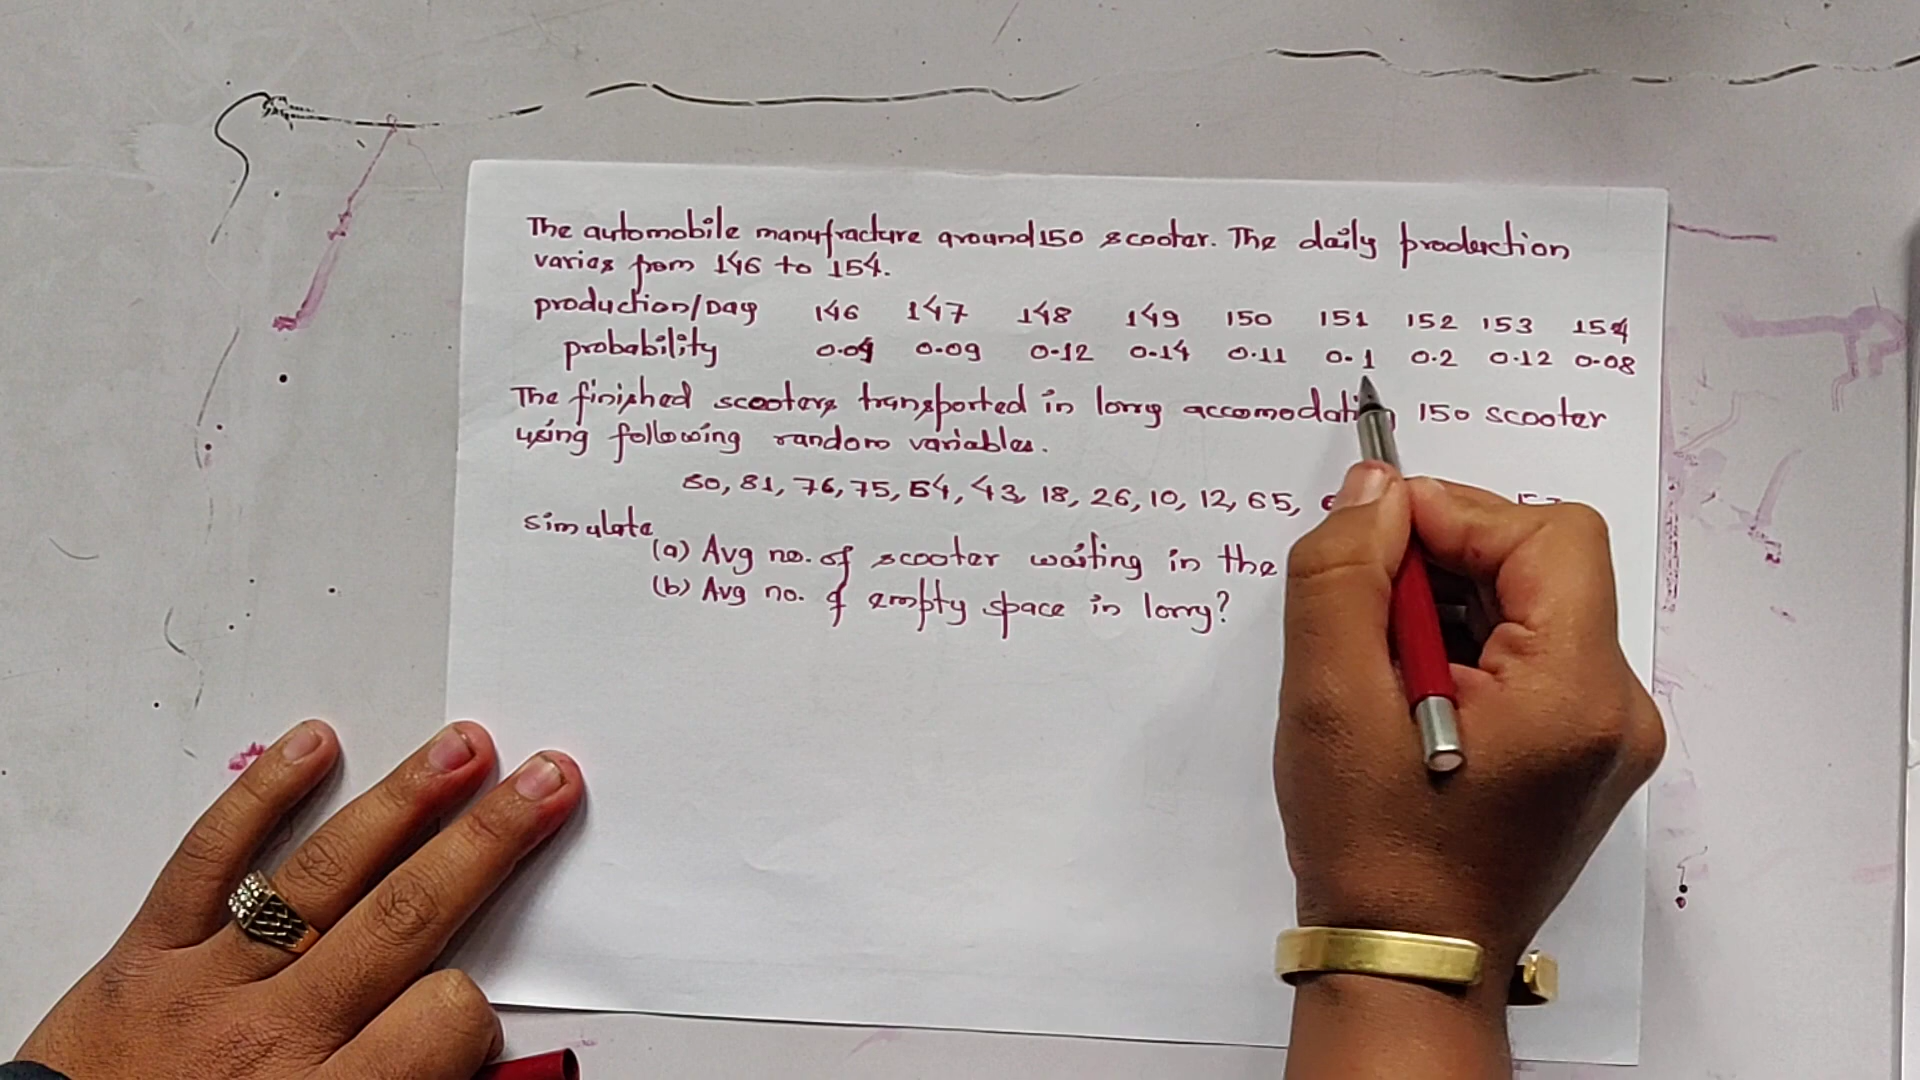 The automobile manyfracture around 150 scooter. The daily production
varies from 146 to 154.
production/Day 146 147 148 149 150 151 152 153 154
probability 0.04 0.09 0.12 0.14 0.11 0.1 0.2 0.12 0.08
The finished scooters transported in lorry accomodating 150 scooter
using following random variables.
80, 81, 76, 75, 64, 43, 18, 26, 10, 12, 65,
simulate
(a) Avg no. of scooter waiting in the
(b) Avg no. of empty space in lorry?